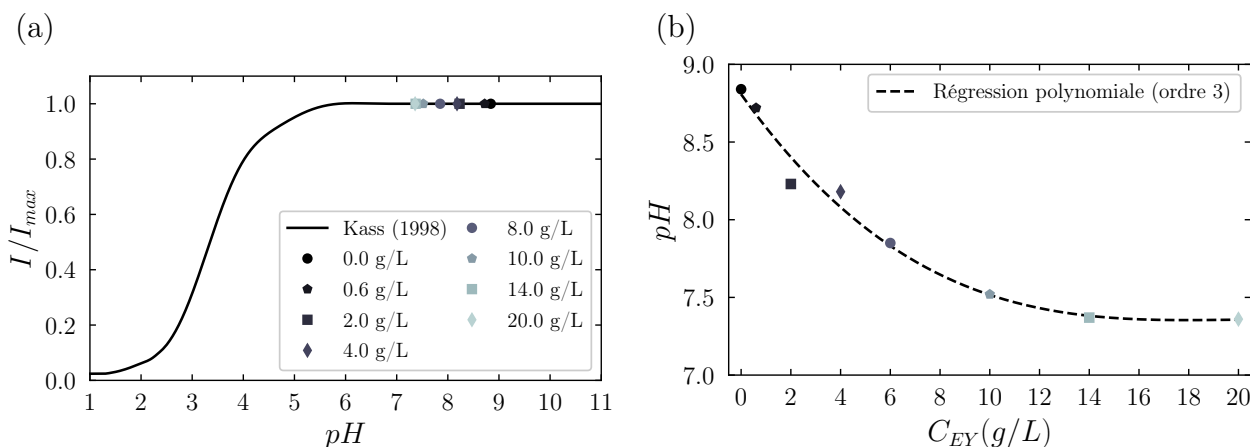 (a)
I/I_max
1.0
0.8
0.6
0.4
0.2
0.0
1 2 3 4 5 6 7 8 9 10 11
pH
Kass (1998)
0.0 g/L
0.6 g/L
2.0 g/L
4.0 g/L
8.0 g/L
10.0 g/L
14.0 g/L
20.0 g/L
(b)
pH
9.0
8.5
8.0
7.5
7.0
0 2 4 6 8 10 12 14 16 18 20
C_EY(g/L)
Régression polynomiale (ordre 3)